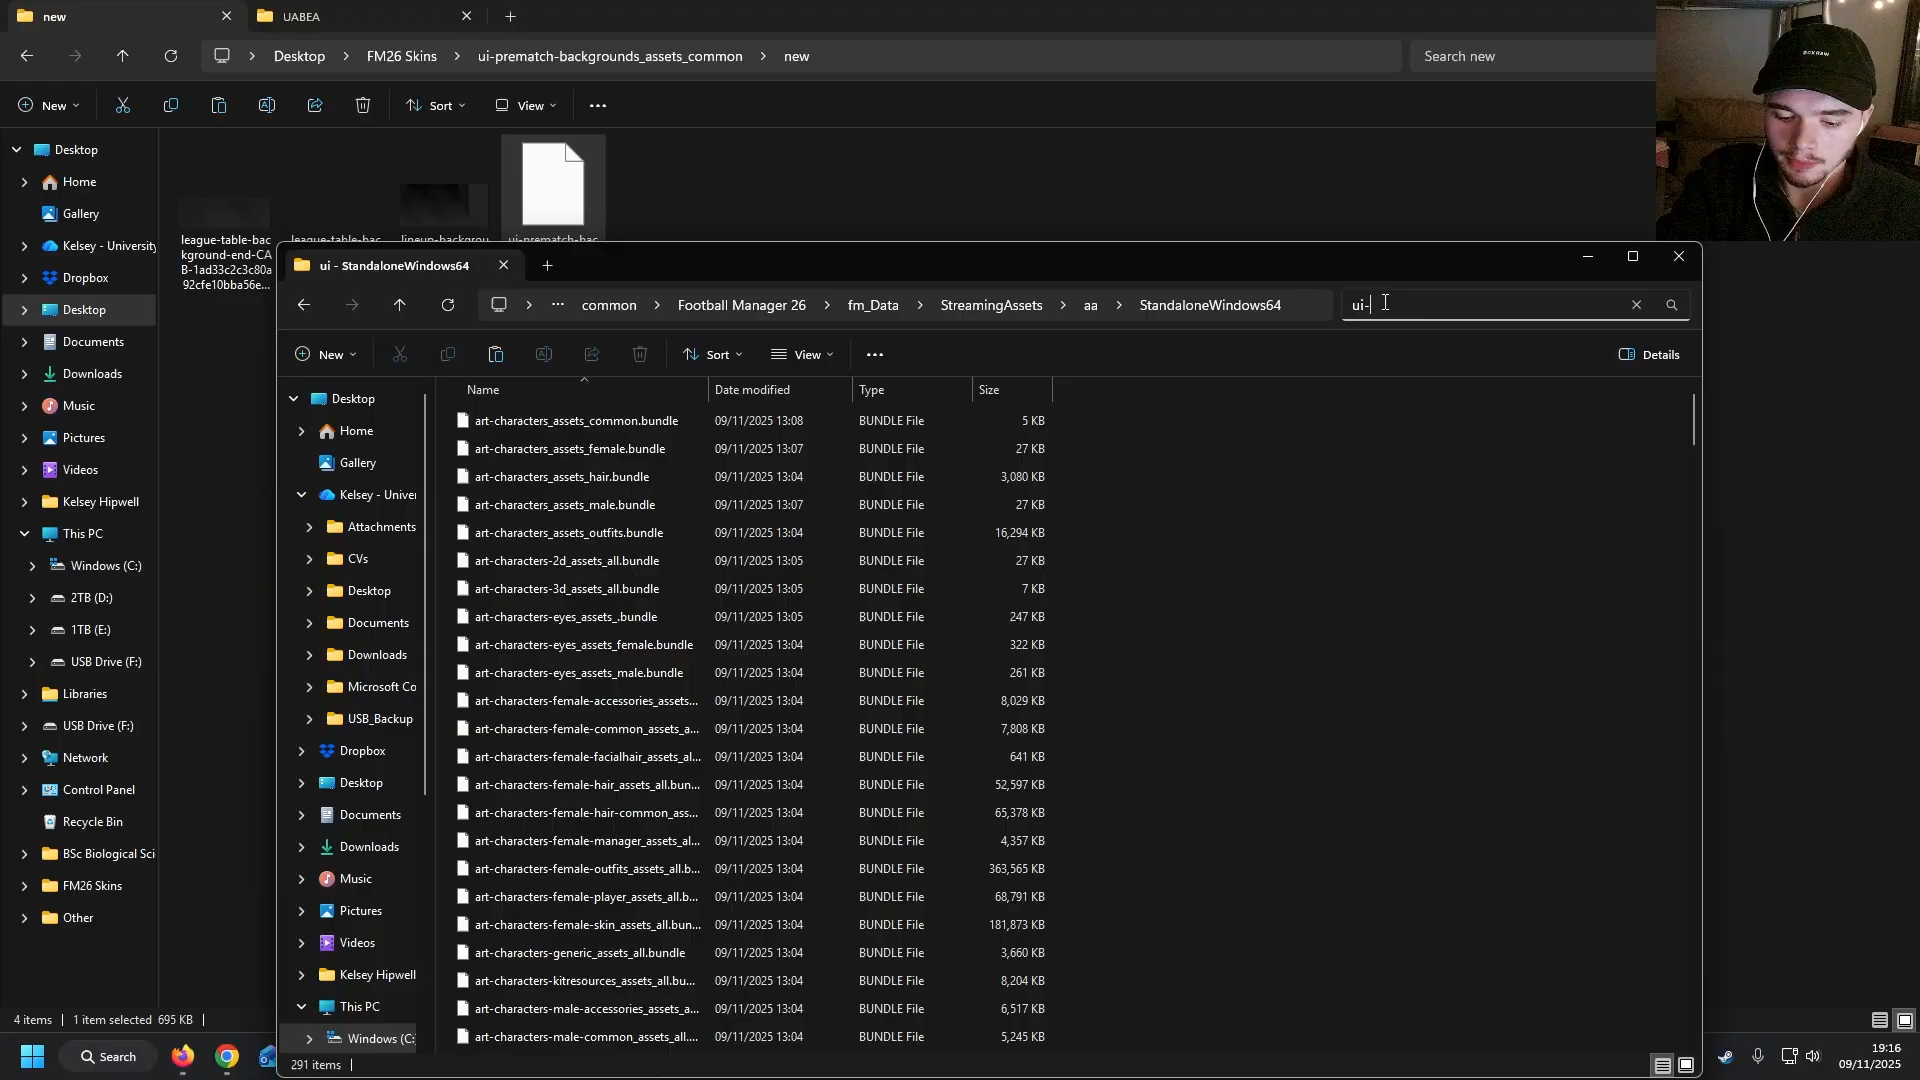 new
UABEA
Desktop
FM26 Skins
ui-prematch-backgrounds_assets_common
new
Search new
New
Sort
View
Desktop
Home
Gallery
Kelsey - University
Dropbox
Desktop
Documents
Downloads
Music
Pictures
Videos
Kelsey Hipwell
This PC
Windows (C:)
2TB (D:)
1TB (E:)
USB Drive (F:)
Libraries
USB Drive (F:)
Network
Control Panel
Recycle Bin
BSc Biological Sci
FM26 Skins
Other
league-table-bac
kground-end-CA
B-1ad33c2c3c80a
92cfe10bba56e...
ui - StandaloneWindows64
common
Football Manager 26
fm_Data
StreamingAssets
aa
StandaloneWindows64
ui-
New
Sort
View
Details
Desktop
Home
Gallery
Kelsey - Univer
Attachments
CVs
Desktop
Documents
Downloads
Microsoft Co
USB_Backup
Dropbox
Desktop
Documents
Downloads
Music
Pictures
Videos
Kelsey Hipwell
This PC
Windows (C:
Name Date modified Type Size
art-characters_assets_common.bundle 09/11/2025 13:08 BUNDLE File 5 KB
art-characters_assets_female.bundle 09/11/2025 13:07 BUNDLE File 27 KB
art-characters_assets_hair.bundle 09/11/2025 13:04 BUNDLE File 3,080 KB
art-characters_assets_male.bundle 09/11/2025 13:07 BUNDLE File 27 KB
art-characters_assets_outfits.bundle 09/11/2025 13:04 BUNDLE File 16,294 KB
art-characters-2d_assets_all.bundle 09/11/2025 13:05 BUNDLE File 27 KB
art-characters-3d_assets_all.bundle 09/11/2025 13:05 BUNDLE File 7 KB
art-characters-eyes_assets_.bundle 09/11/2025 13:05 BUNDLE File 247 KB
art-characters-eyes_assets_female.bundle 09/11/2025 13:04 BUNDLE File 322 KB
art-characters-eyes_assets_male.bundle 09/11/2025 13:04 BUNDLE File 261 KB
art-characters-female-accessories_assets... 09/11/2025 13:04 BUNDLE File 8,029 KB
art-characters-female-common_assets_a... 09/11/2025 13:04 BUNDLE File 7,808 KB
art-characters-female-facialhair_assets_al... 09/11/2025 13:04 BUNDLE File 641 KB
art-characters-female-hair_assets_all.bun... 09/11/2025 13:04 BUNDLE File 52,597 KB
art-characters-female-hair-common_ass... 09/11/2025 13:04 BUNDLE File 65,378 KB
art-characters-female-manager_assets_al... 09/11/2025 13:04 BUNDLE File 4,357 KB
art-characters-female-outfits_assets_all.b... 09/11/2025 13:04 BUNDLE File 363,565 KB
art-characters-female-player_assets_all.b... 09/11/2025 13:04 BUNDLE File 68,791 KB
art-characters-female-skin_assets_all.bun... 09/11/2025 13:04 BUNDLE File 181,873 KB
art-characters-generic_assets_all.bundle 09/11/2025 13:04 BUNDLE File 3,660 KB
art-characters-kitresources_assets_all.bu... 09/11/2025 13:04 BUNDLE File 8,204 KB
art-characters-male-accessories_assets_a... 09/11/2025 13:04 BUNDLE File 6,517 KB
art-characters-male-common_assets_all.... 09/11/2025 13:04 BUNDLE File 5,245 KB
291 items
4 items 1 item selected 695 KB
Search
19:16
09/11/2025